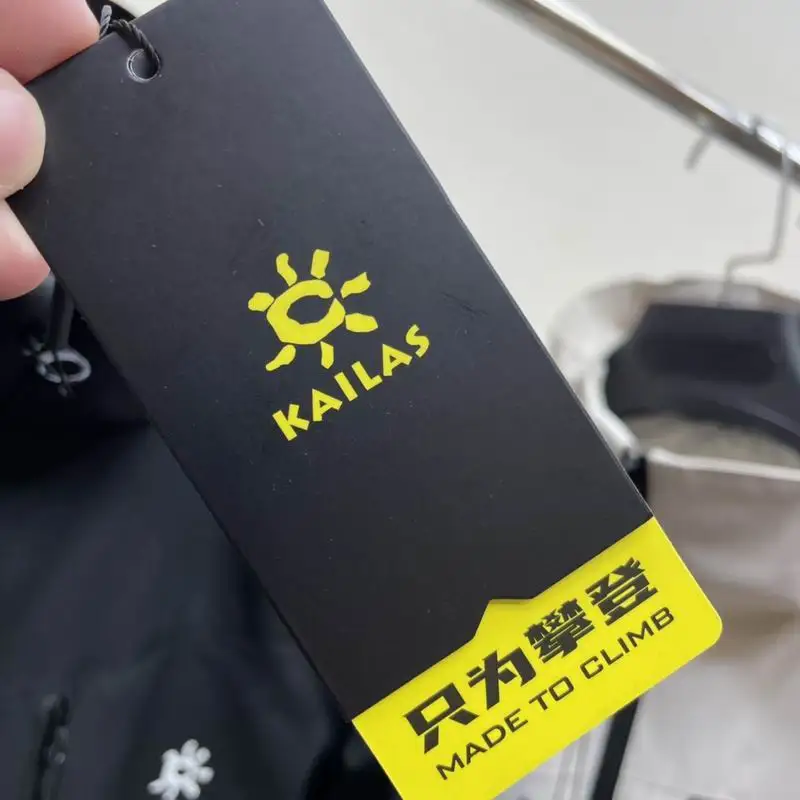 KAILAS
只为攀登
MADE TO CLIMB